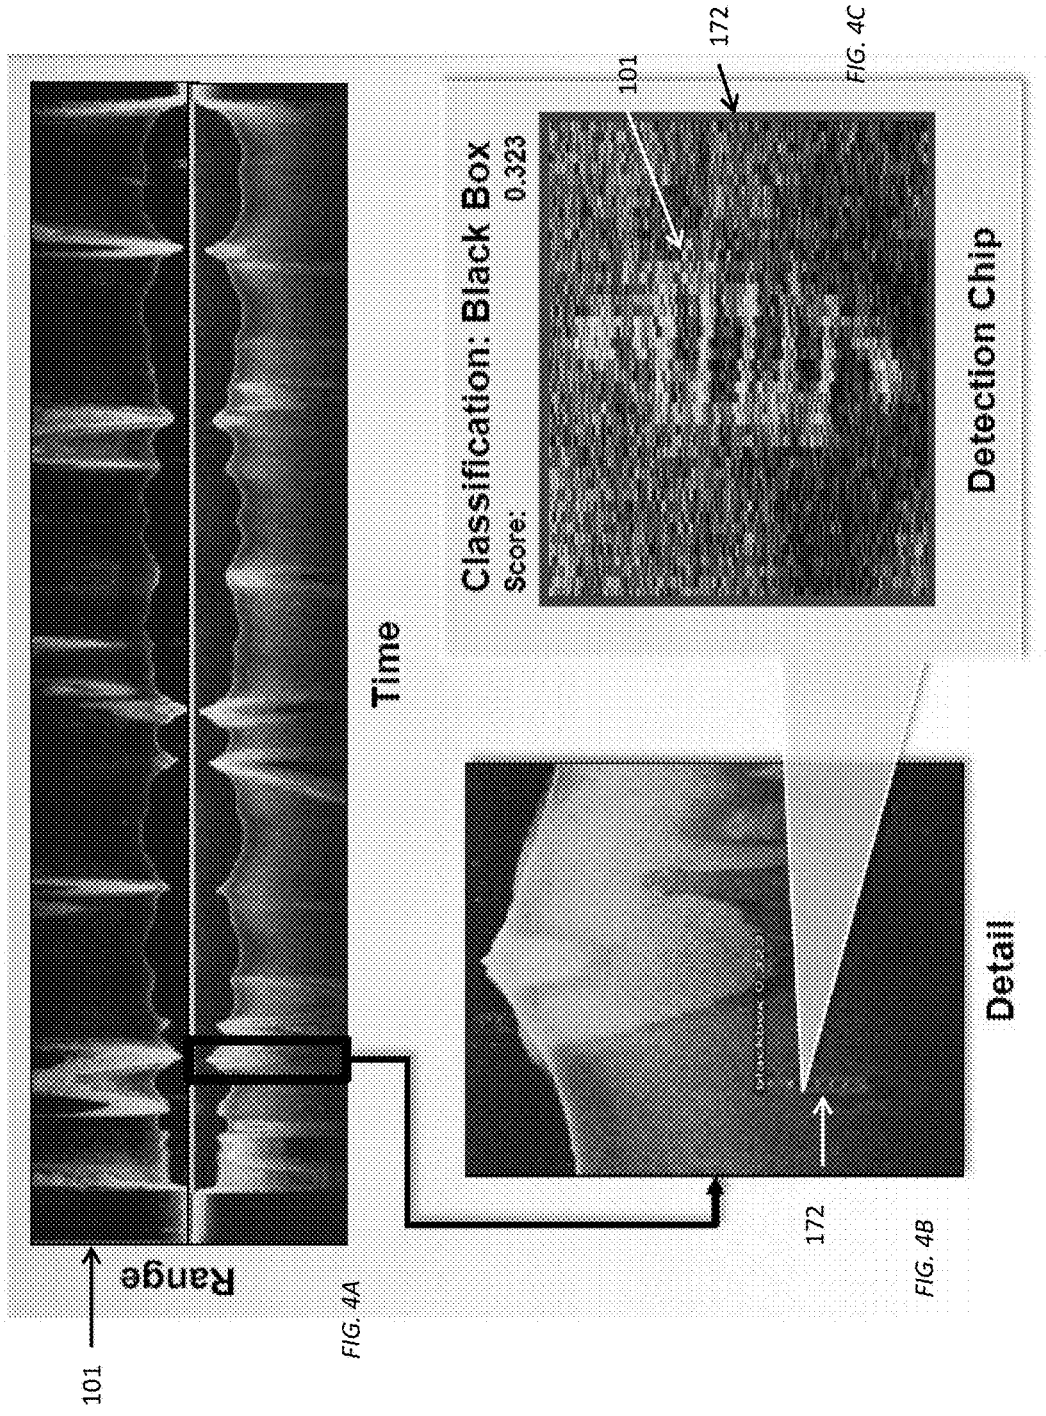 101
Range
Time
FIG. 4A
172
Detail
FIG. 4B
Classification: Black Box
Score: 0.323
101
172
Detection Chip
FIG. 4C